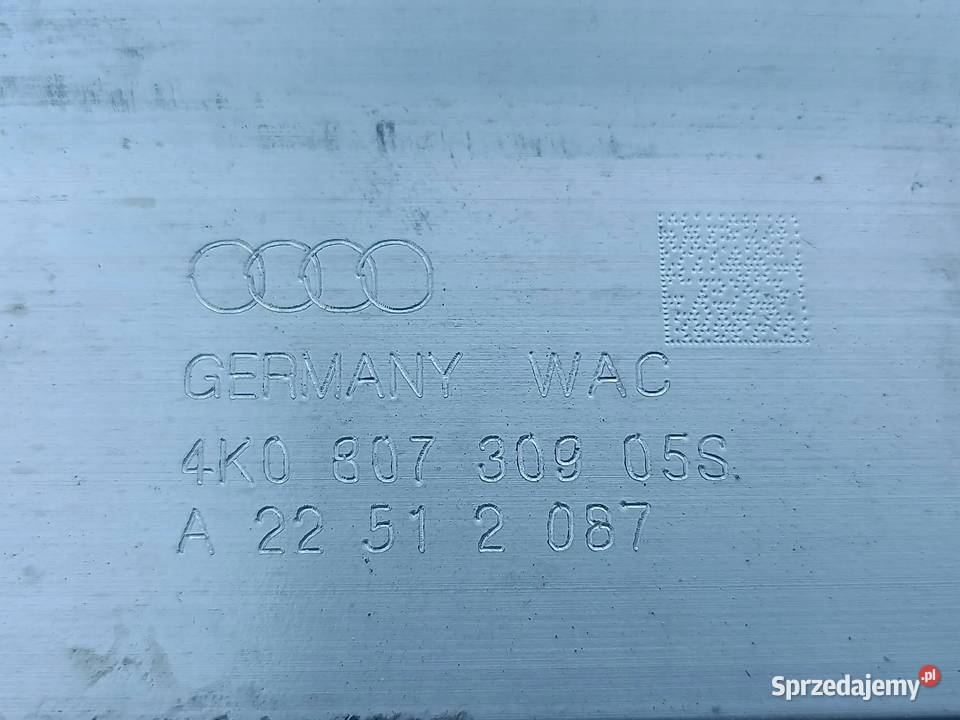 GERMANY WAC
4K0 807 309 05S
A 22 51 2 087
Sprzedajemy.pl